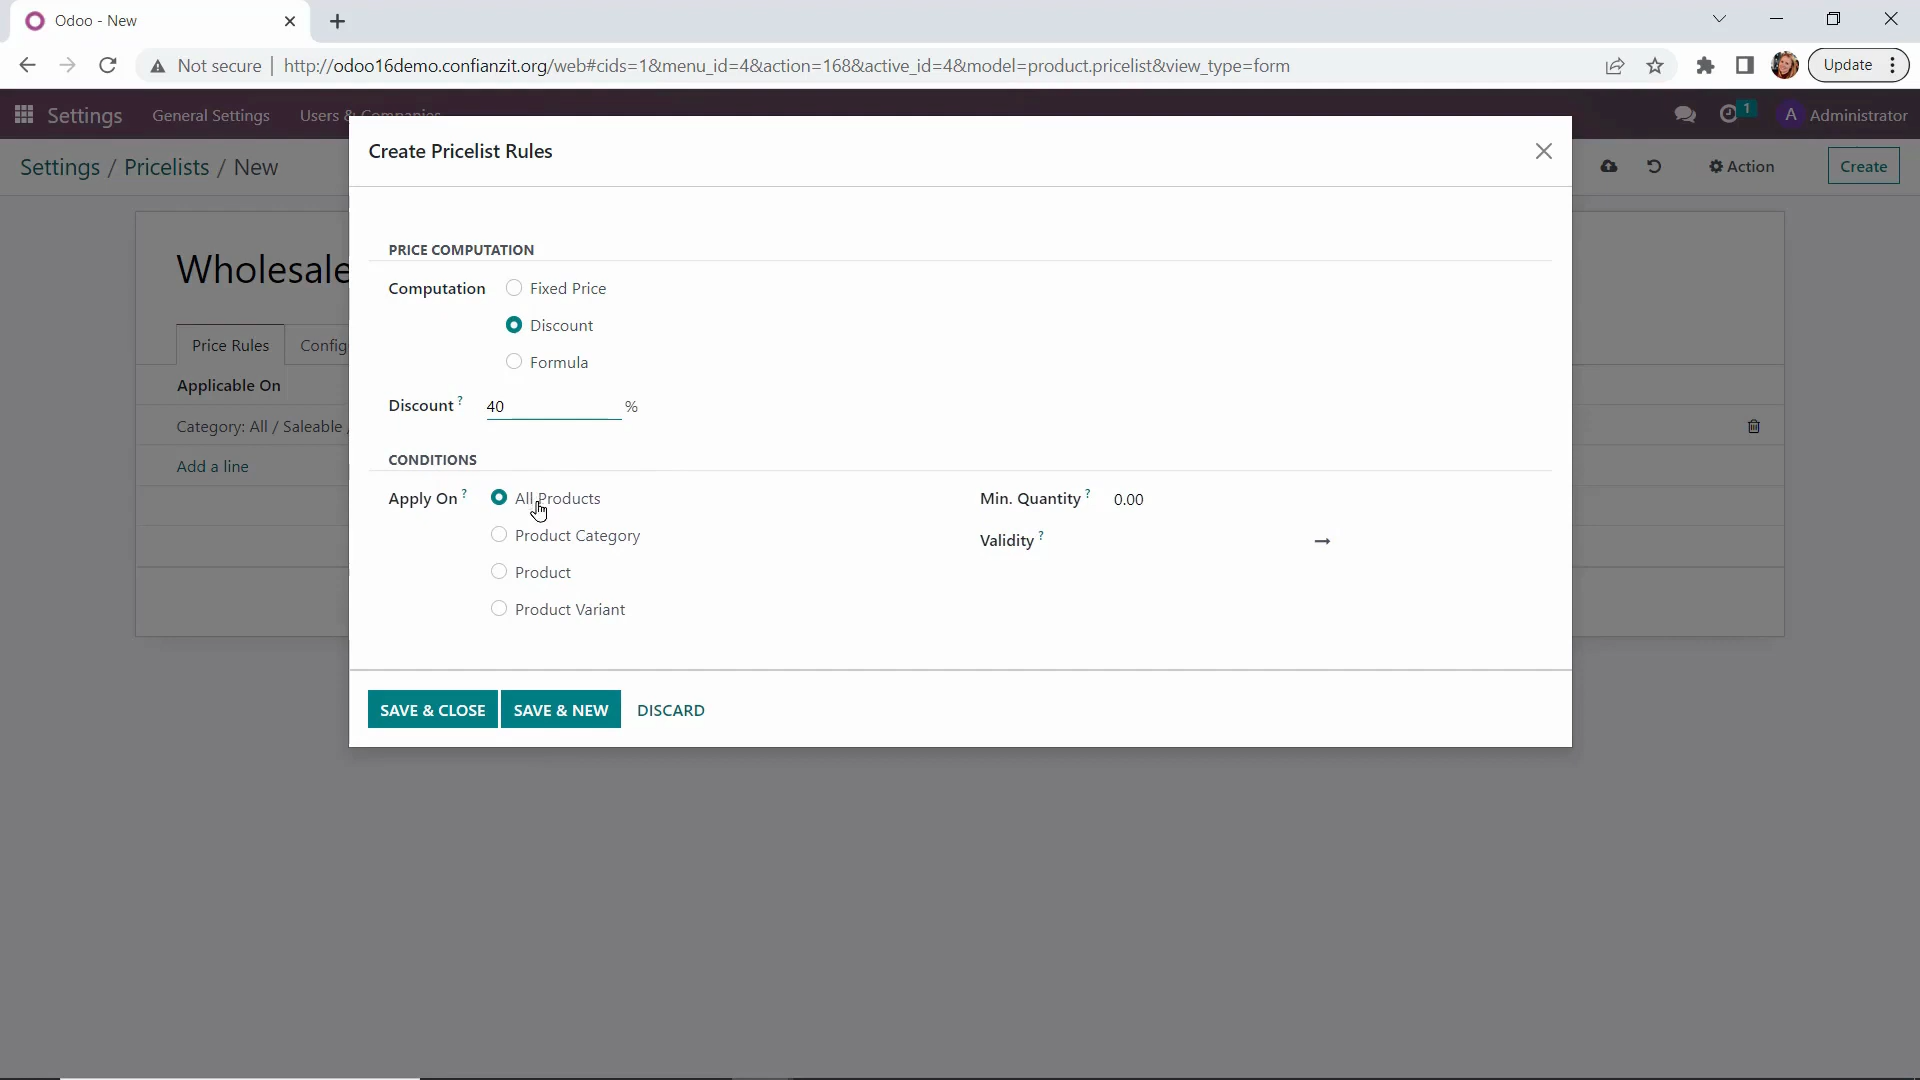 Odoo - New
Not secure | http://odoo16demo.confianzit.org/web#cids=1&menu_id=4&action=168&active_id=4&model=product.pricelist&view_type=form
Update
Settings General Settings Users & Companies
1 A Administrator
Settings / Pricelists / New
Action Create
Create Pricelist Rules
Wholesale
Price Rules Config
Applicable On
Category: All / Saleable /
Add a line
PRICE COMPUTATION
Computation Fixed Price
Discount
Formula
Discount ? 40 %
CONDITIONS
Apply On ? All Products
Product Category
Product
Product Variant
Min. Quantity ? 0.00
Validity ?
SAVE & CLOSE SAVE & NEW DISCARD